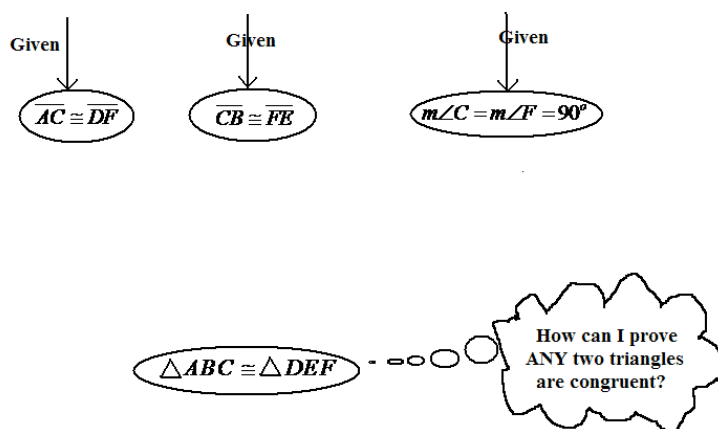 Given Given Given
AC ≅ DF CB ≅ FE m∠C = m∠F = 90°
How can I prove
ANY two triangles
are congruent?
△ABC ≅ △DEF